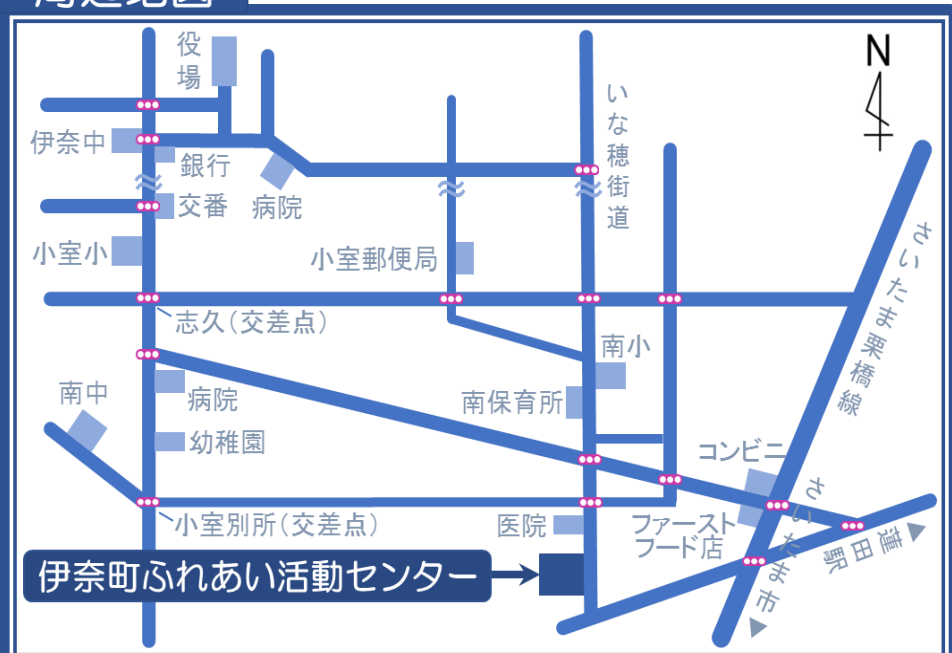 周辺地図
N
役場
いな穂街道
伊奈中
銀行
交番
病院
小室小
小室郵便局
さいたま栗橋線
志久(交差点)
南小
南中
病院
南保育所
幼稚園
コンビニ
さいたま市
小室別所(交差点)
医院
ファースト
フード店
蓮田駅
伊奈町ふれあい活動センター